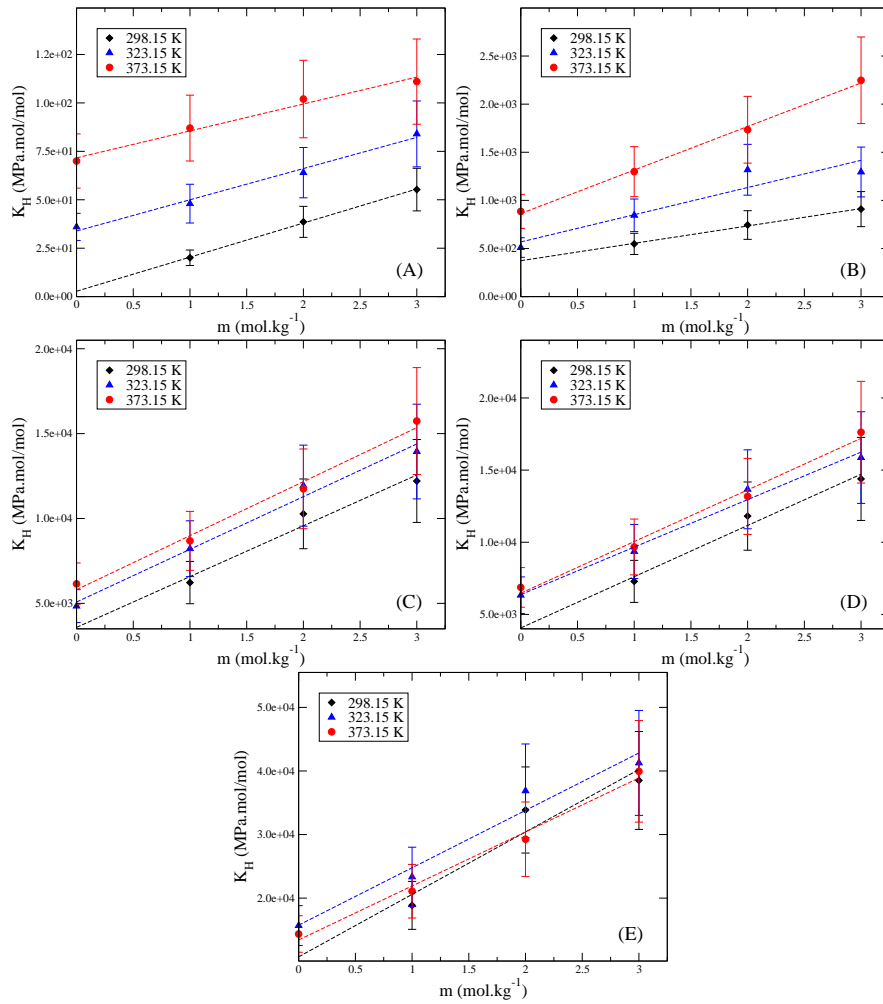 298.15 K
323.15 K
373.15 K
1.2e+02
1.0e+02
7.5e+01
5.0e+01
2.5e+01
0.0e+00
K_H (MPa.mol/mol)
(A)
0 0.5 1 1.5 2 2.5 3
m (mol.kg⁻¹)
298.15 K
323.15 K
373.15 K
2.5e+03
2.0e+03
1.5e+03
1.0e+03
5.0e+02
0.0e+00
K_H (MPa.mol/mol)
(B)
0 0.5 1 1.5 2 2.5 3
m (mol.kg⁻¹)
298.15 K
323.15 K
373.15 K
2.0e+04
1.5e+04
1.0e+04
5.0e+03
K_H (MPa.mol/mol)
(C)
0 0.5 1 1.5 2 2.5 3
m (mol.kg⁻¹)
298.15 K
323.15 K
373.15 K
2.0e+04
1.5e+04
1.0e+04
5.0e+03
K_H (MPa.mol/mol)
(D)
0 0.5 1 1.5 2 2.5 3
m (mol.kg⁻¹)
298.15 K
323.15 K
373.15 K
5.0e+04
4.0e+04
3.0e+04
2.0e+04
K_H (MPa.mol/mol)
(E)
0 0.5 1 1.5 2 2.5 3
m (mol.kg⁻¹)